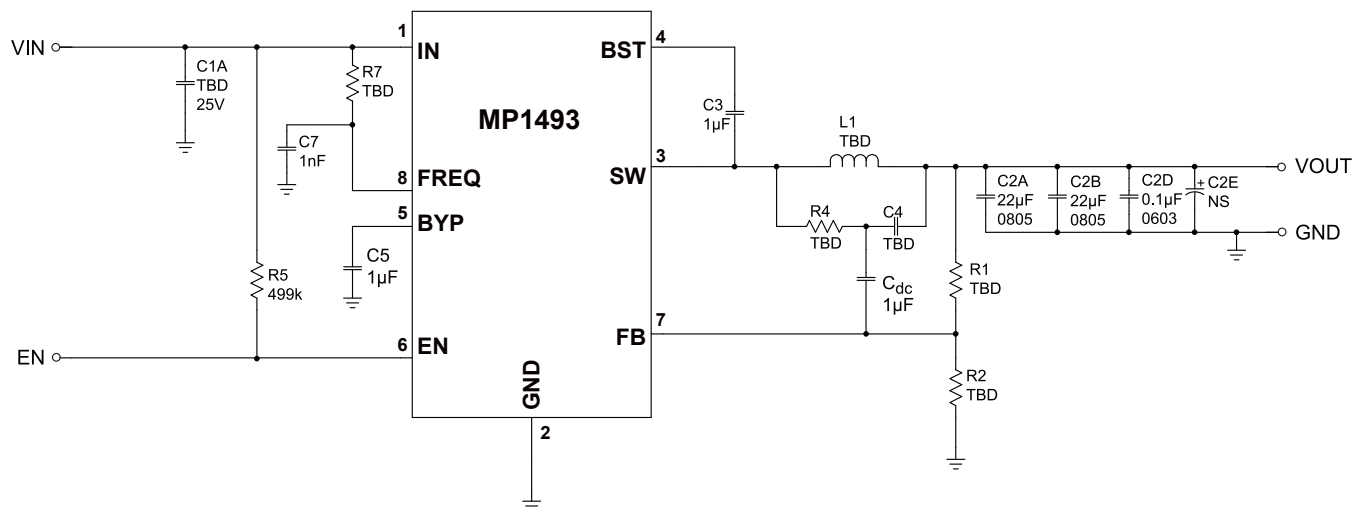 VIN
C1A
TBD
25V
R7
TBD
C7
1nF
R5
499k
C5
1µF
EN
1
IN
8
FREQ
5
BYP
6
EN
MP1493
GND
2
4
BST
3
SW
7
FB
C3
1µF
L1
TBD
R4
TBD
C4
TBD
Cdc
1µF
R1
TBD
R2
TBD
C2A
22µF
0805
C2B
22µF
0805
C2D
0.1µF
0603
+
C2E
NS
VOUT
GND